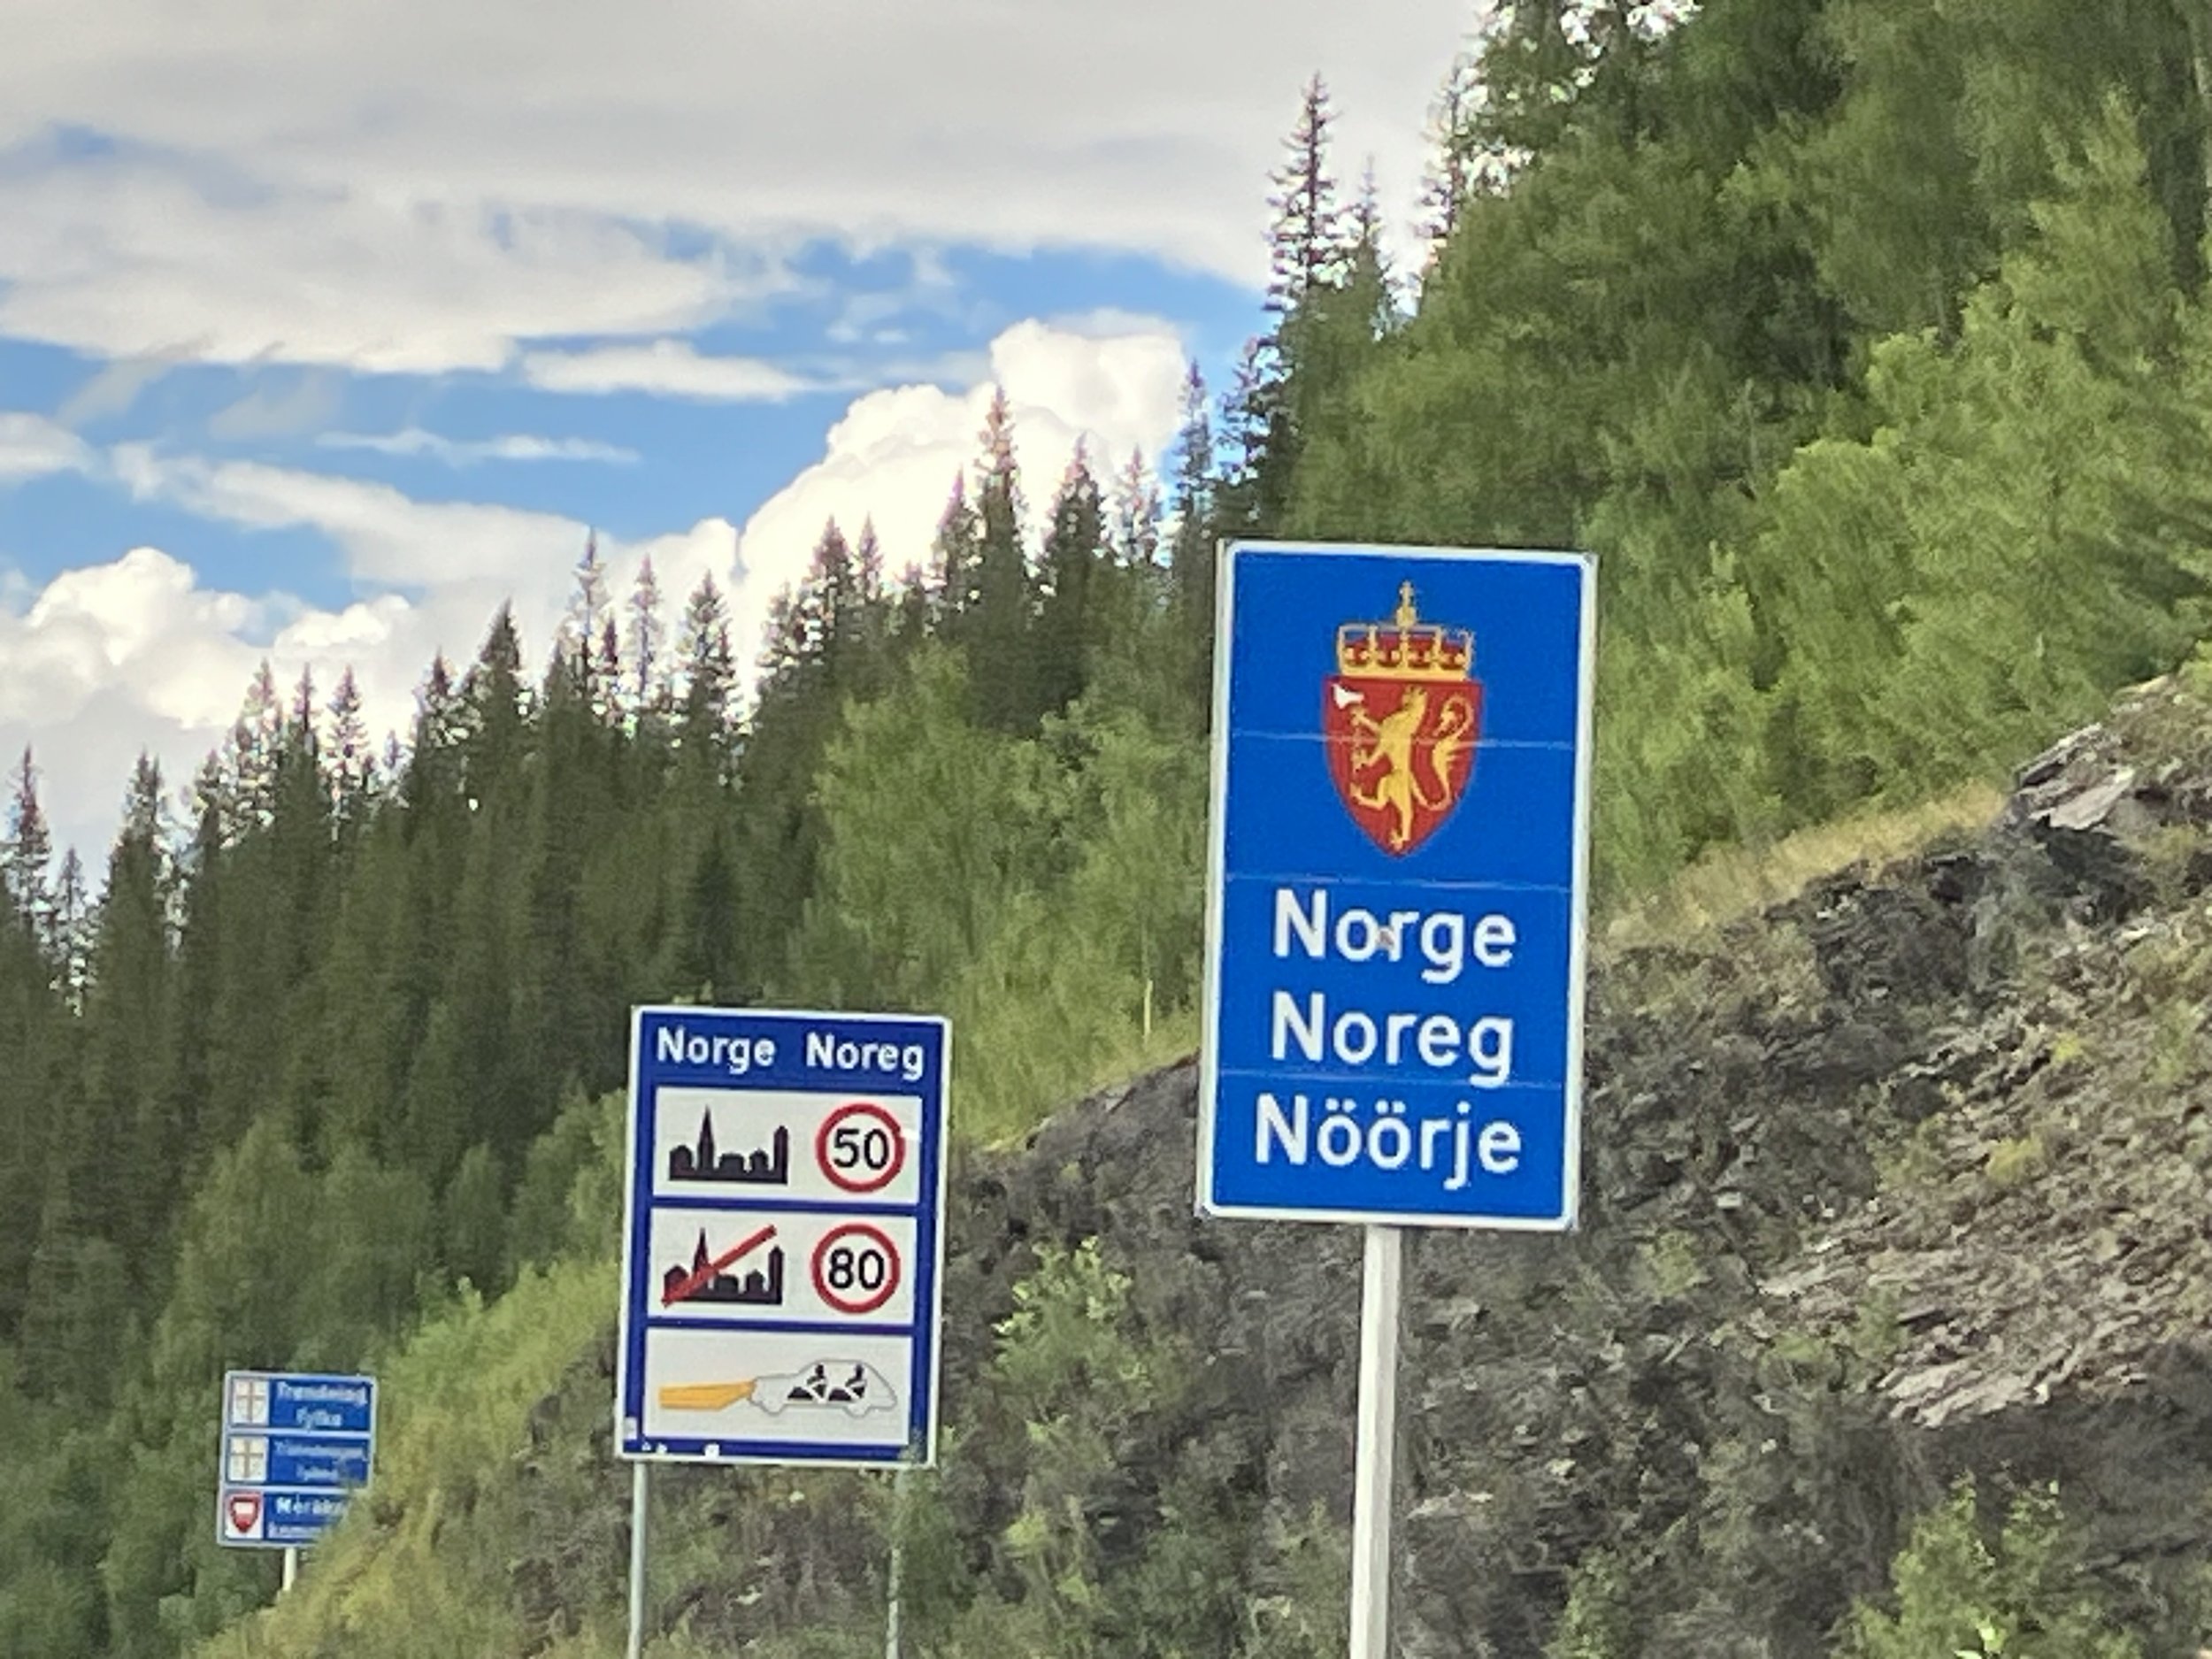 Norge
Noreg
Nöörje
Norge Noreg
50
80
Trøndelag
fylke